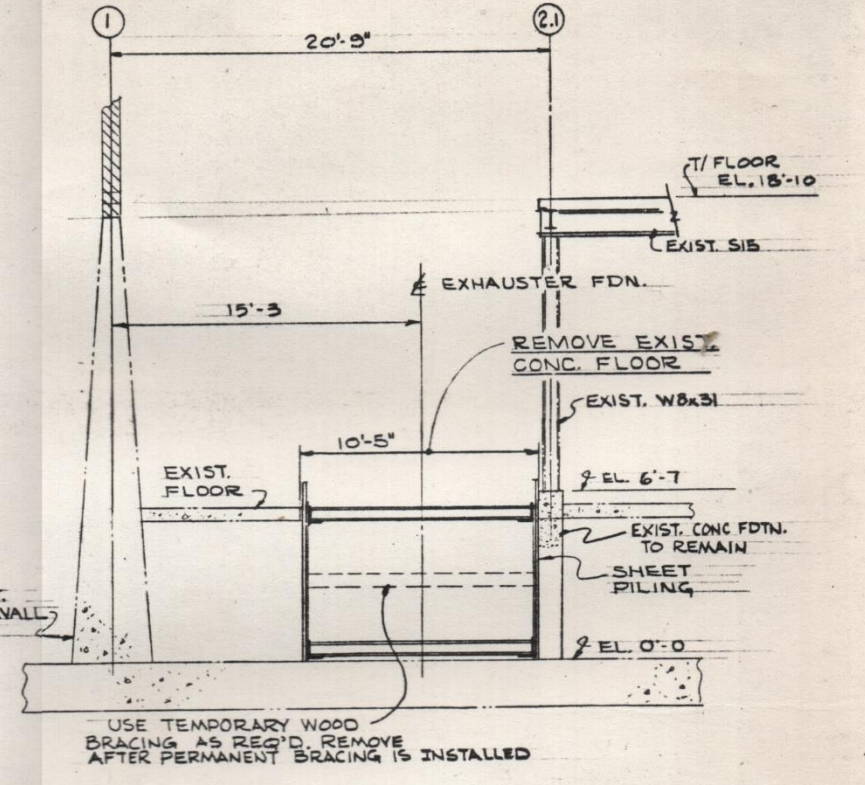 1
2.1
20'-9"
T/FLOOR
EL. 18'-10
EXIST. S15
℄ EXHAUSTER FDN.
15'-3
REMOVE EXIST.
CONC. FLOOR
EXIST. W8x31
10'-5"
EXIST.
FLOOR
EL. 6'-7
EXIST. CONC FDTN.
TO REMAIN
SHEET
PILING
WALL
EL. 0'-0
USE TEMPORARY WOOD
BRACING AS REQ'D. REMOVE
AFTER PERMANENT BRACING IS INSTALLED